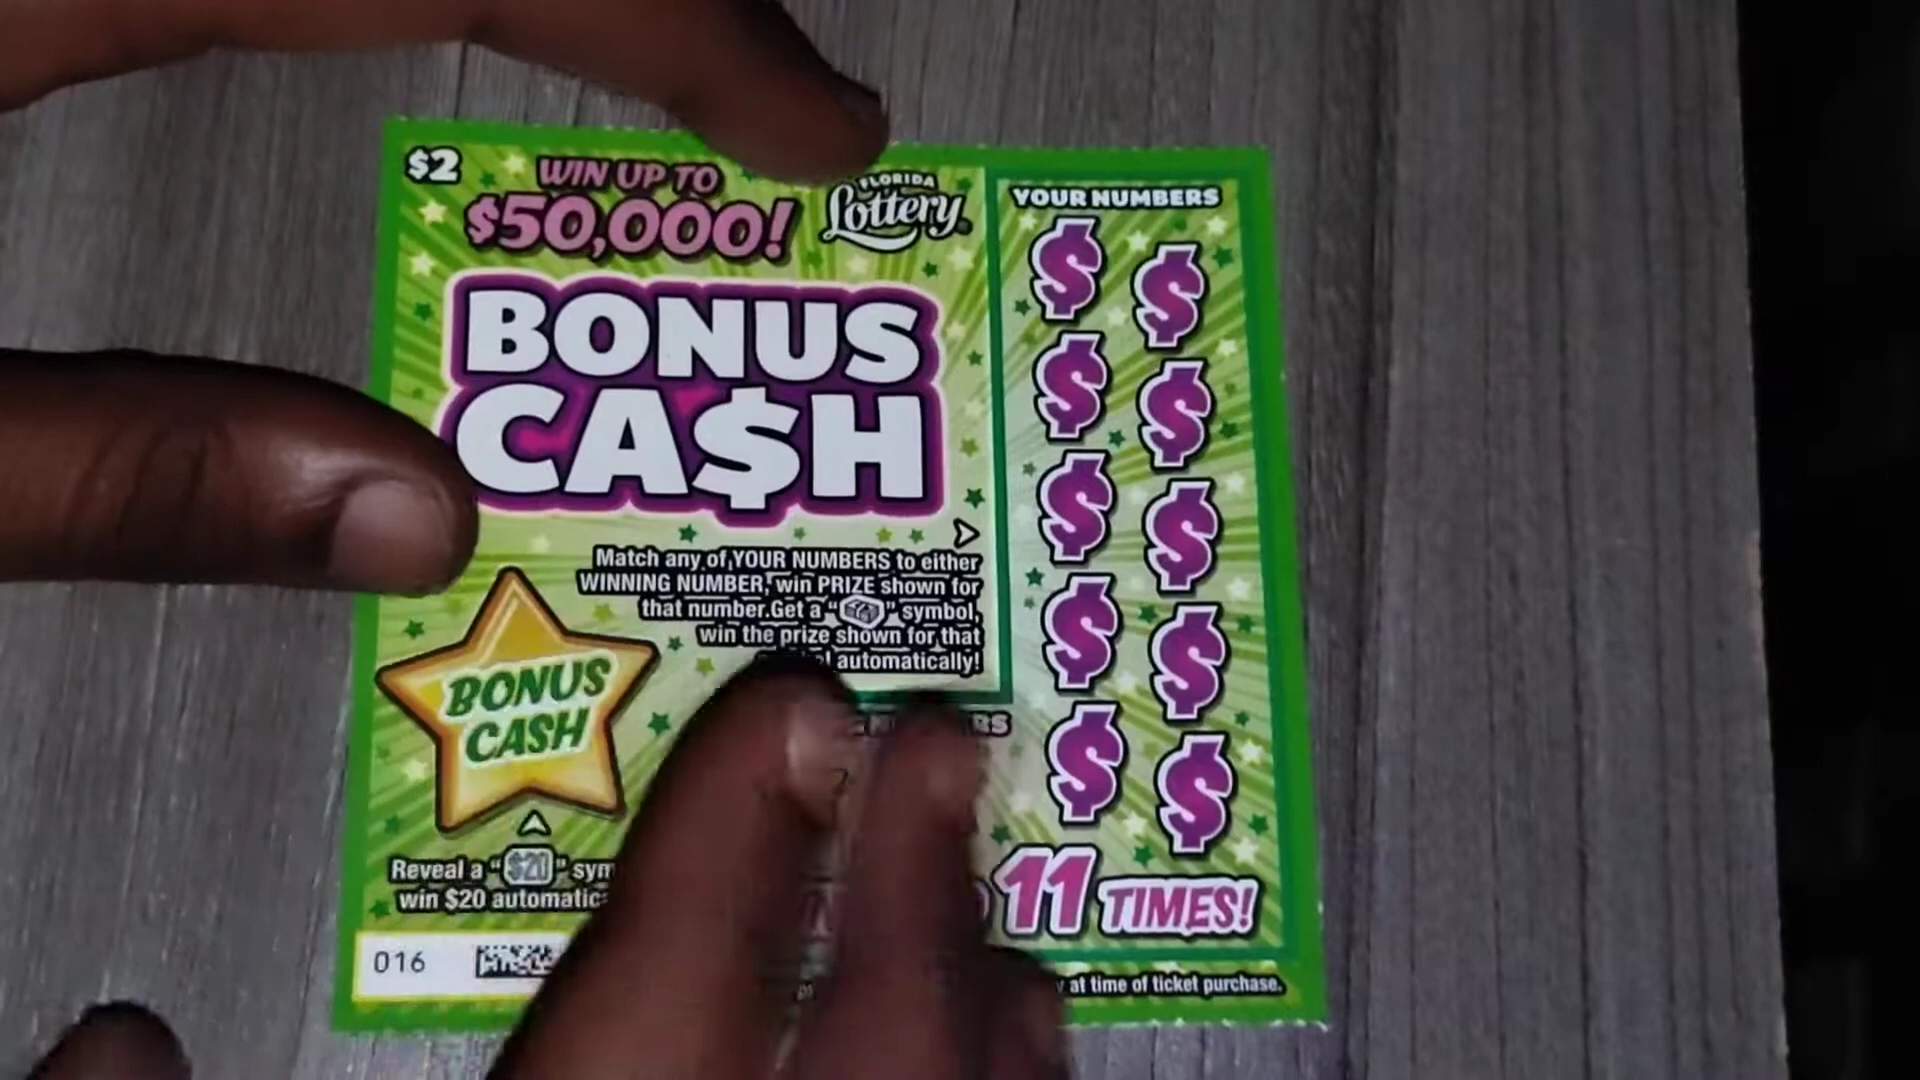 $2
WIN UP TO
$50,000!
FLORIDA
Lottery
BONUS
CA$H
Match any of YOUR NUMBERS to either
WINNING NUMBER, win PRIZE shown for
that number.Get a “ ” symbol,
win the prize shown for that
automatically!
BONUS
CASH
Reveal a “$20” sym
win $20 automatic
016
YOUR NUMBERS
$ $
$ $
$ $
$ $
$ $
11 TIMES!
at time of ticket purchase.